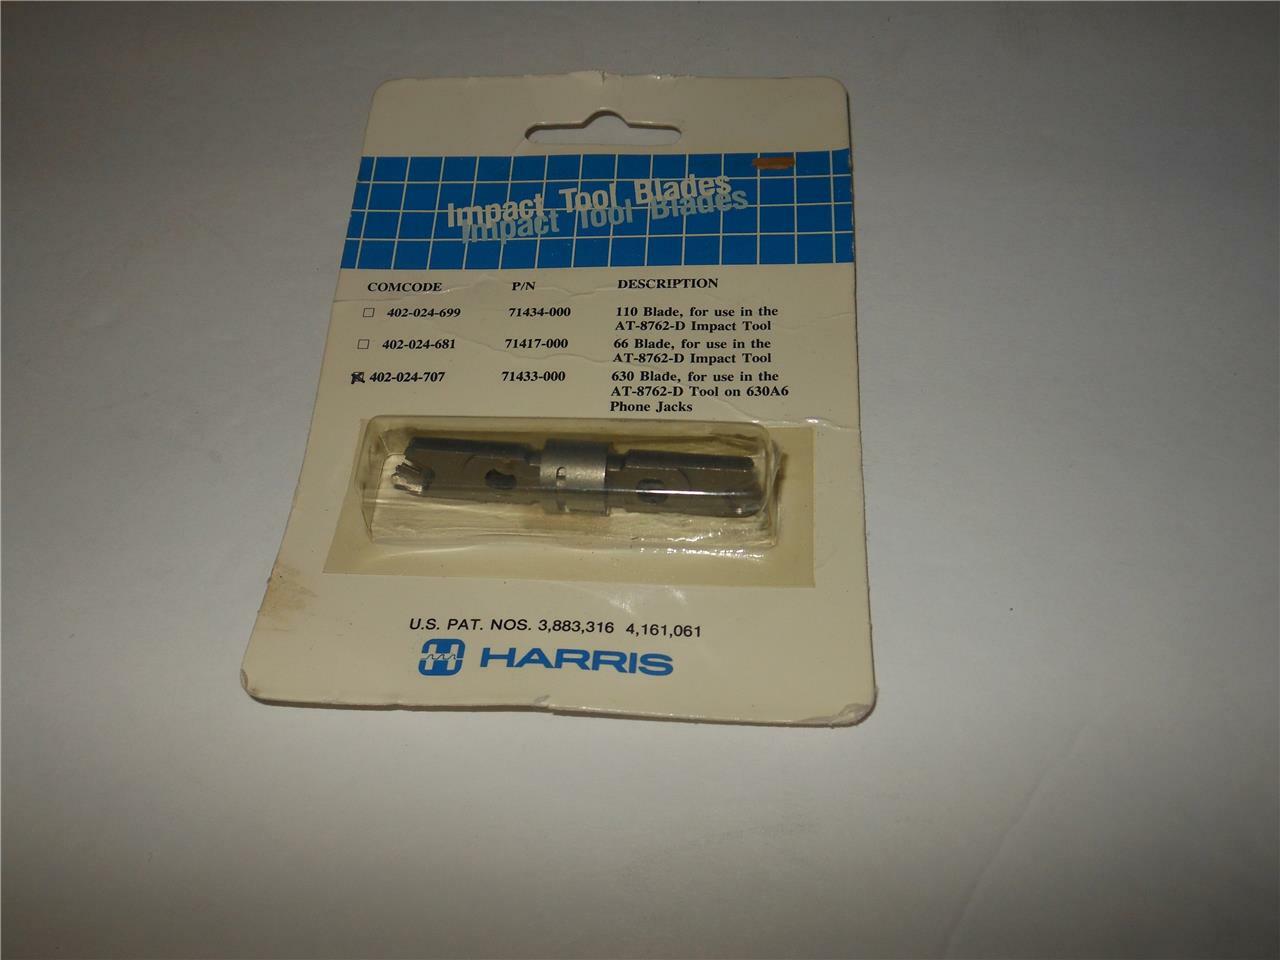 Impact Tool Blades
Impact Tool Blades
COMCODE P/N DESCRIPTION
402-024-699 71434-000 110 Blade, for use in the
AT-8762-D Impact Tool
402-024-681 71417-000 66 Blade, for use in the
AT-8762-D Impact Tool
402-024-707 71433-000 630 Blade, for use in the
AT-8762-D Tool on 630A6
Phone Jacks
U.S. PAT. NOS. 3,883,316 4,161,061
HARRIS